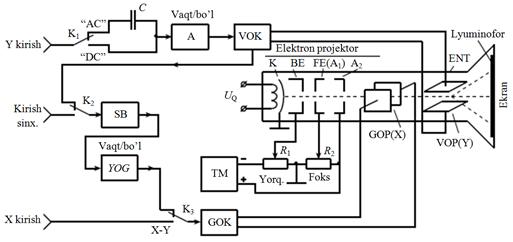 "AC"
C
Vaqt/bo'l
K1
Y kirish
A
VOK
"DC"
Elektron projektor
K BE FE(A1) A2
ENT
Lyuminofor
Ekran
UQ
Kirish
sinx.
K2
SB
GOP(X)
VOP(Y)
Vaqt/bo'l
YOG
TM
R1
R2
Yorq.
Foks
K3
X kirish
X-Y
GOK